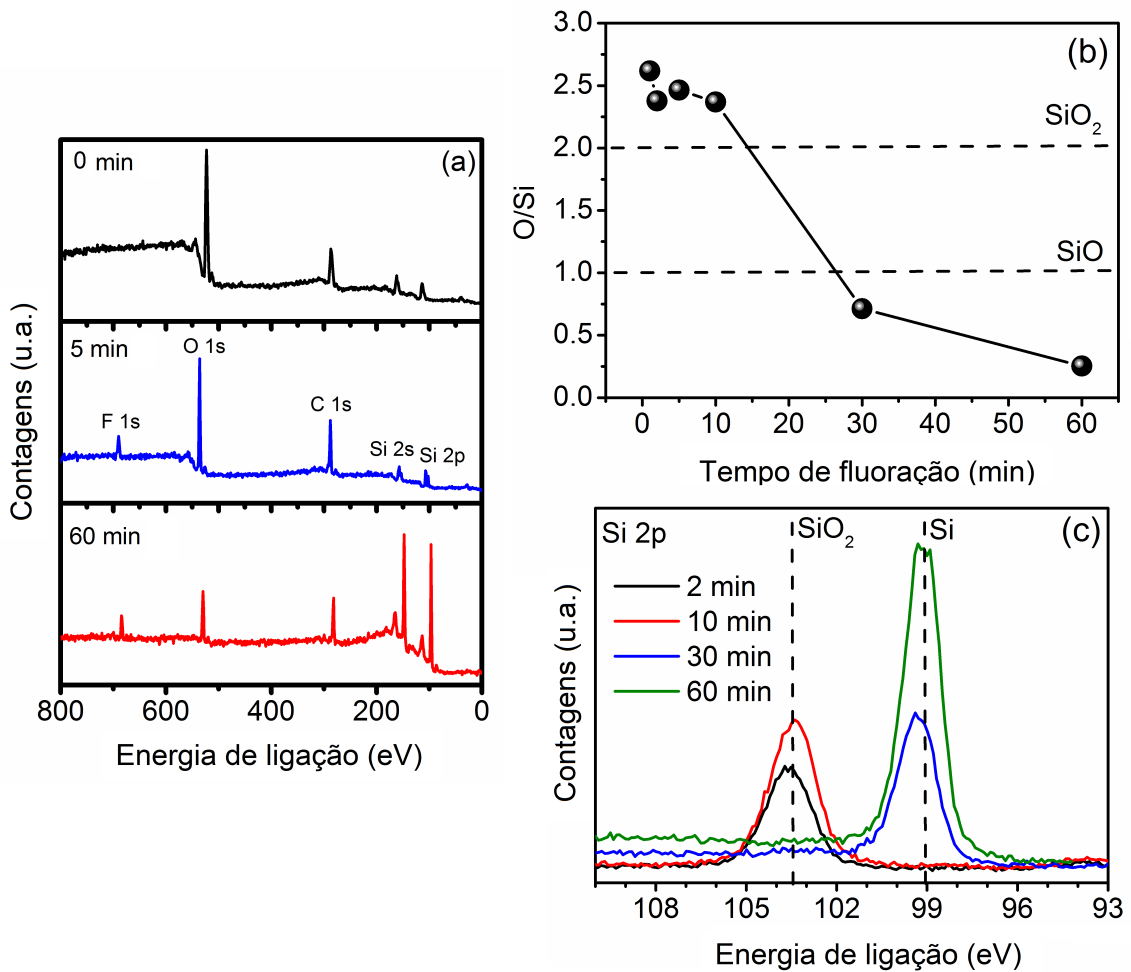 (a)
0 min
5 min
O 1s
F 1s
C 1s
Si 2s
Si 2p
60 min
800
600
400
200
0
Energia de ligação (eV)
Contagens (u.a.)
(b)
3.0
2.5
2.0
1.5
1.0
0.5
0.0
SiO₂
SiO
O/Si
0
10
20
30
40
50
60
Tempo de fluoração (min)
(c)
Si 2p
SiO₂
Si
2 min
10 min
30 min
60 min
108
105
102
99
96
93
Energia de ligação (eV)
Contagens (u.a.)